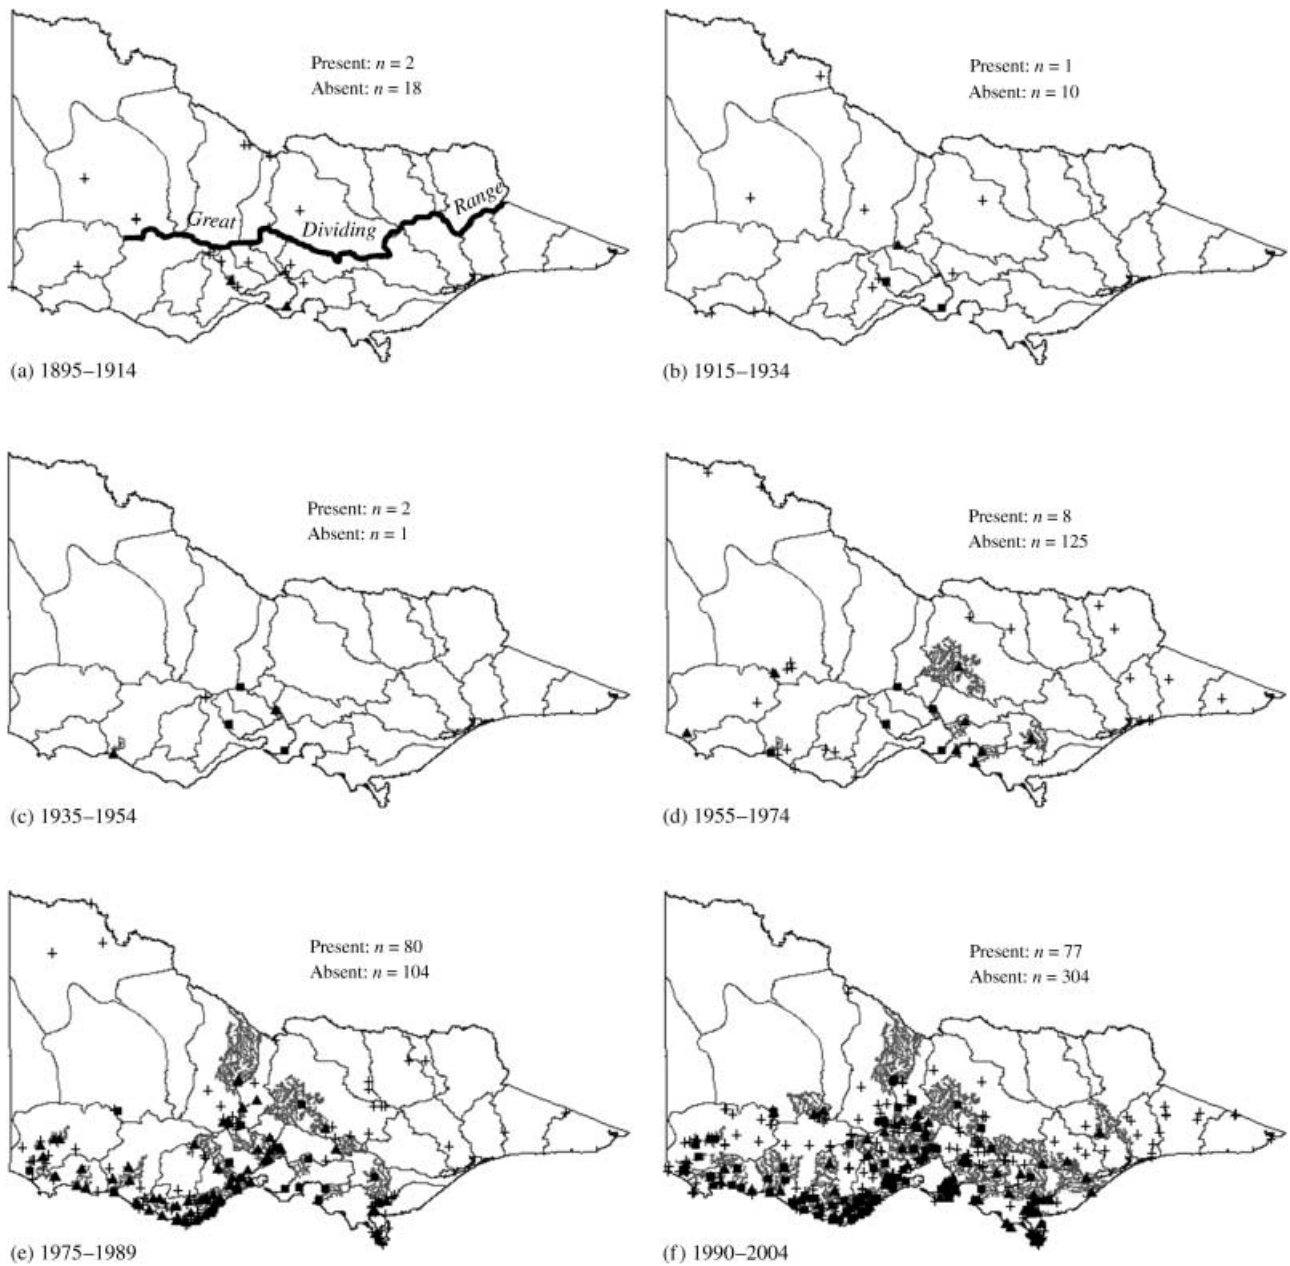 Present: n = 2
Absent: n = 18
Great
Dividing
Range
(a) 1895–1914
Present: n = 1
Absent: n = 10
(b) 1915–1934
Present: n = 2
Absent: n = 1
(c) 1935–1954
Present: n = 8
Absent: n = 125
(d) 1955–1974
Present: n = 80
Absent: n = 104
(e) 1975–1989
Present: n = 77
Absent: n = 304
(f) 1990–2004